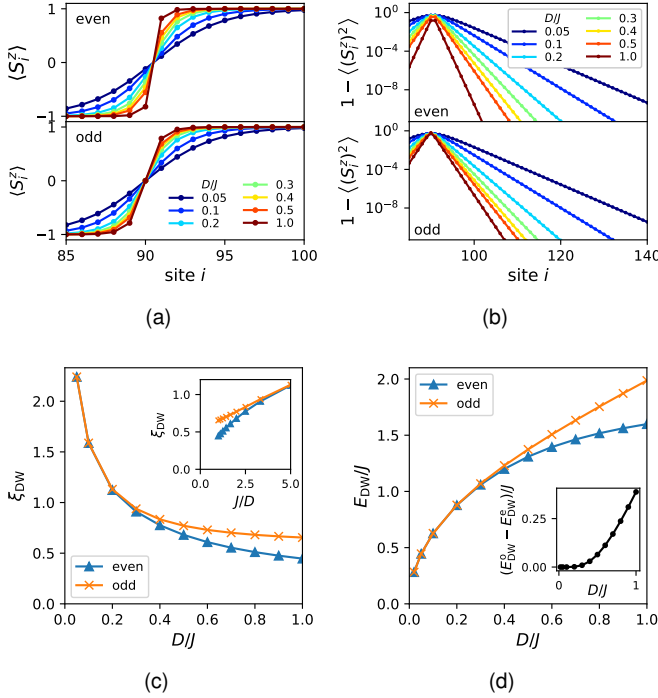 1
even
⟨S_i^z⟩
−1
1
odd
⟨S_i^z⟩
D/J
0.05
0.1
0.2
0.3
0.4
0.5
1.0
−1
85 90 95 100
site i
(a)
1 − ⟨(S_i^z)^2⟩
10^0
10^-4
10^-8
D/J
0.05
0.1
0.2
0.3
0.4
0.5
1.0
even
1 − ⟨(S_i^z)^2⟩
10^0
10^-4
10^-8
odd
100 120 140
site i
(b)
ξ_DW
2.0
1.5
1.0
0.5
0.0
ξ_DW
1.0
0.5
0.0
0.0 2.5 5.0
J/D
even
odd
0.0 0.2 0.4 0.6 0.8 1.0
D/J
(c)
E_DW/J
2.0
1.5
1.0
0.5
0.0
even
odd
(E^o_DW − E^e_DW)/J
0.25
0.00
0 1
D/J
0.0 0.2 0.4 0.6 0.8 1.0
D/J
(d)